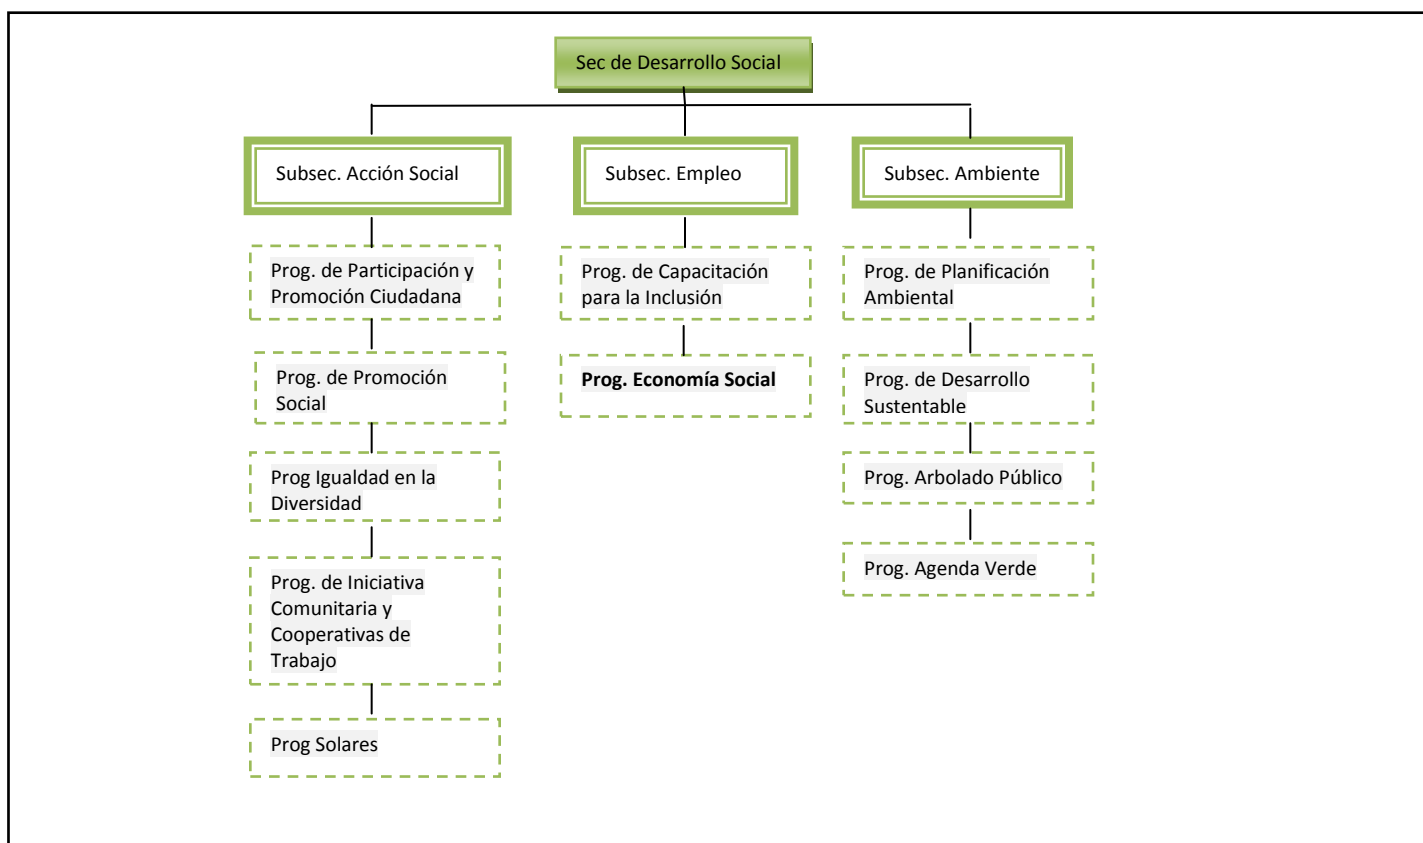 Sec de Desarrollo Social
Subsec. Acción Social
Subsec. Empleo
Subsec. Ambiente
Prog. de Participación y
Promoción Ciudadana
Prog. de Promoción
Social
Prog Igualdad en la
Diversidad
Prog. de Iniciativa
Comunitaria y
Cooperativas de
Trabajo
Prog Solares
Prog. de Capacitación
para la Inclusión
Prog. Economía Social
Prog. de Planificación
Ambiental
Prog. de Desarrollo
Sustentable
Prog. Arbolado Público
Prog. Agenda Verde